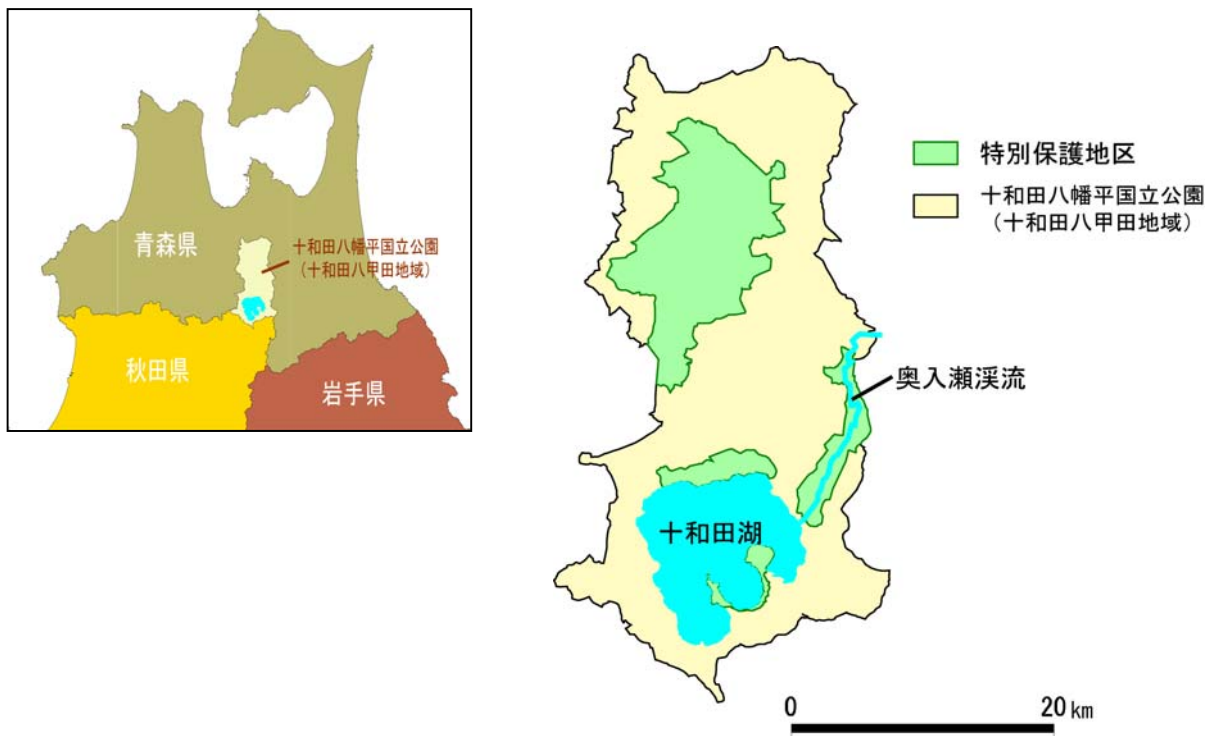 青森県
十和田八幡平国立公園
（十和田八甲田地域）
秋田県
岩手県
特別保護地区
十和田八幡平国立公園
（十和田八甲田地域）
奥入瀬渓流
十和田湖
0
20 km